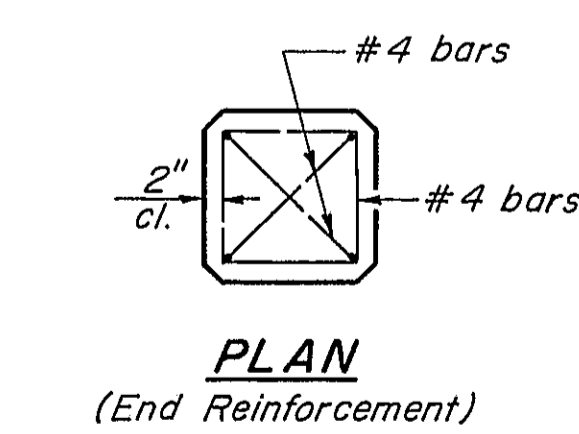 #4 bars
2"
cl.
#4 bars
PLAN
(End Reinforcement)